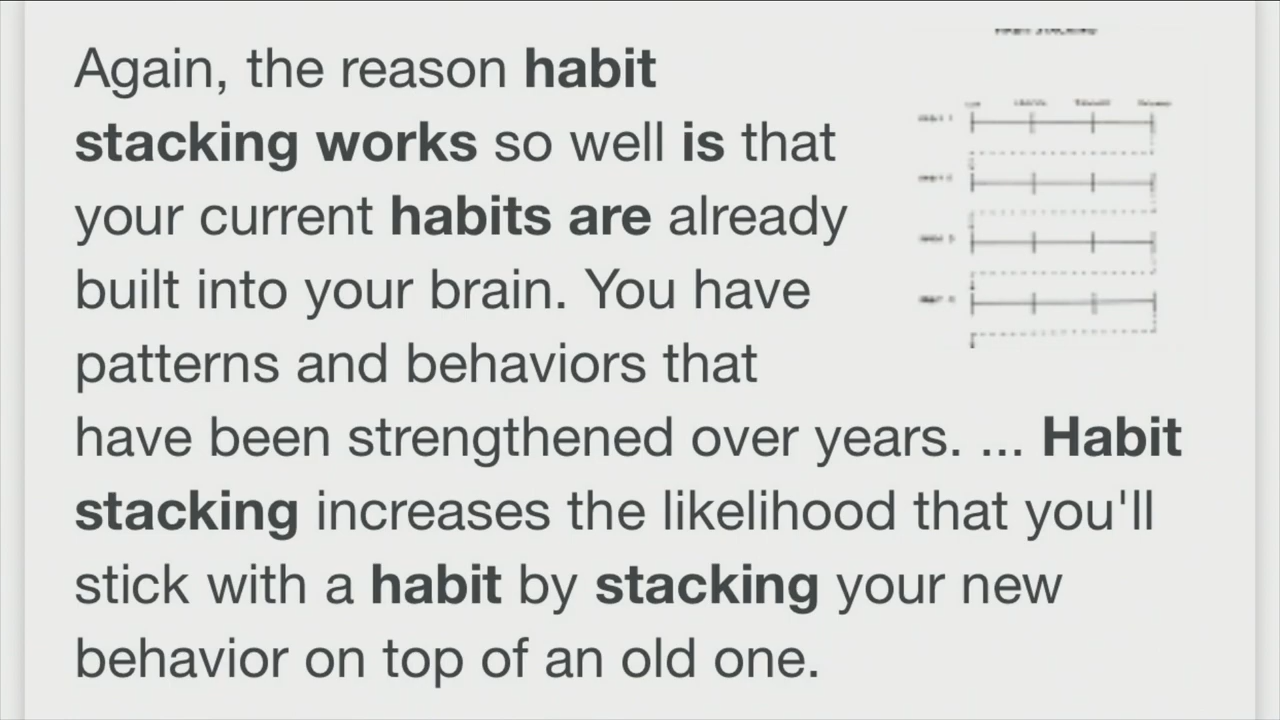 Again, the reason habit
stacking works so well is that
your current habits are already
built into your brain. You have
patterns and behaviors that
have been strengthened over years. ... Habit
stacking increases the likelihood that you'll
stick with a habit by stacking your new
behavior on top of an old one.